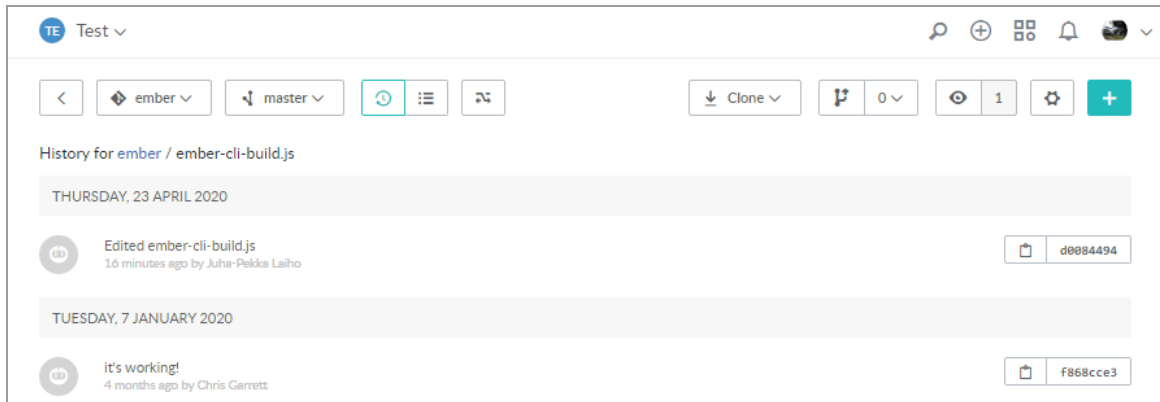 TE Test
ember master Clone 0 1
History for ember / ember-cli-build.js
THURSDAY, 23 APRIL 2020
Edited ember-cli-build.js d0084494
16 minutes ago by Juha-Pekka Laiho
TUESDAY, 7 JANUARY 2020
it's working! f868cce3
4 months ago by Chris Garrett